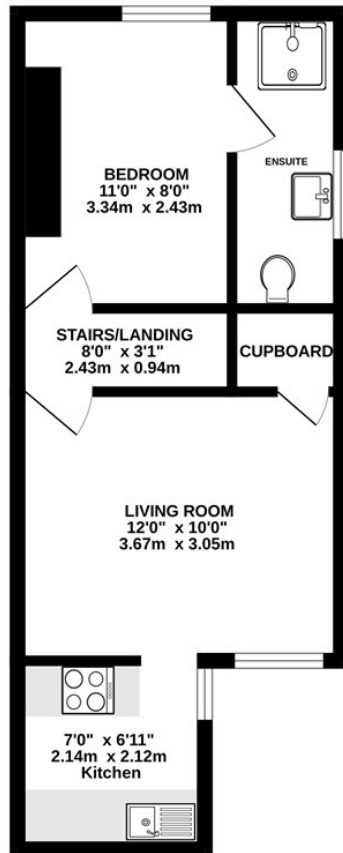 BEDROOM
11'0" x 8'0"
3.34m x 2.43m
ENSUITE
STAIRS/LANDING
8'0" x 3'1"
2.43m x 0.94m
CUPBOARD
LIVING ROOM
12'0" x 10'0"
3.67m x 3.05m
7'0" x 6'11"
2.14m x 2.12m
Kitchen